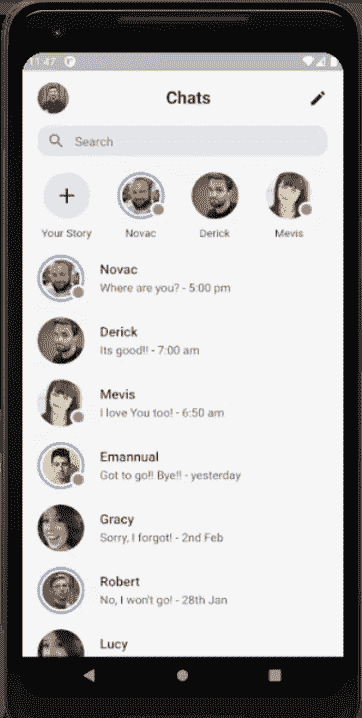 11:47
Chats
Search
Your Story
Novac
Derick
Mevis
Novac
Where are you? - 5:00 pm
Derick
Its good!! - 7:00 am
Mevis
I love You too! - 6:50 am
Emannual
Got to go!! Bye!! - yesterday
Gracy
Sorry, I forgot! - 2nd Feb
Robert
No, I won't go! - 28th Jan
Lucy